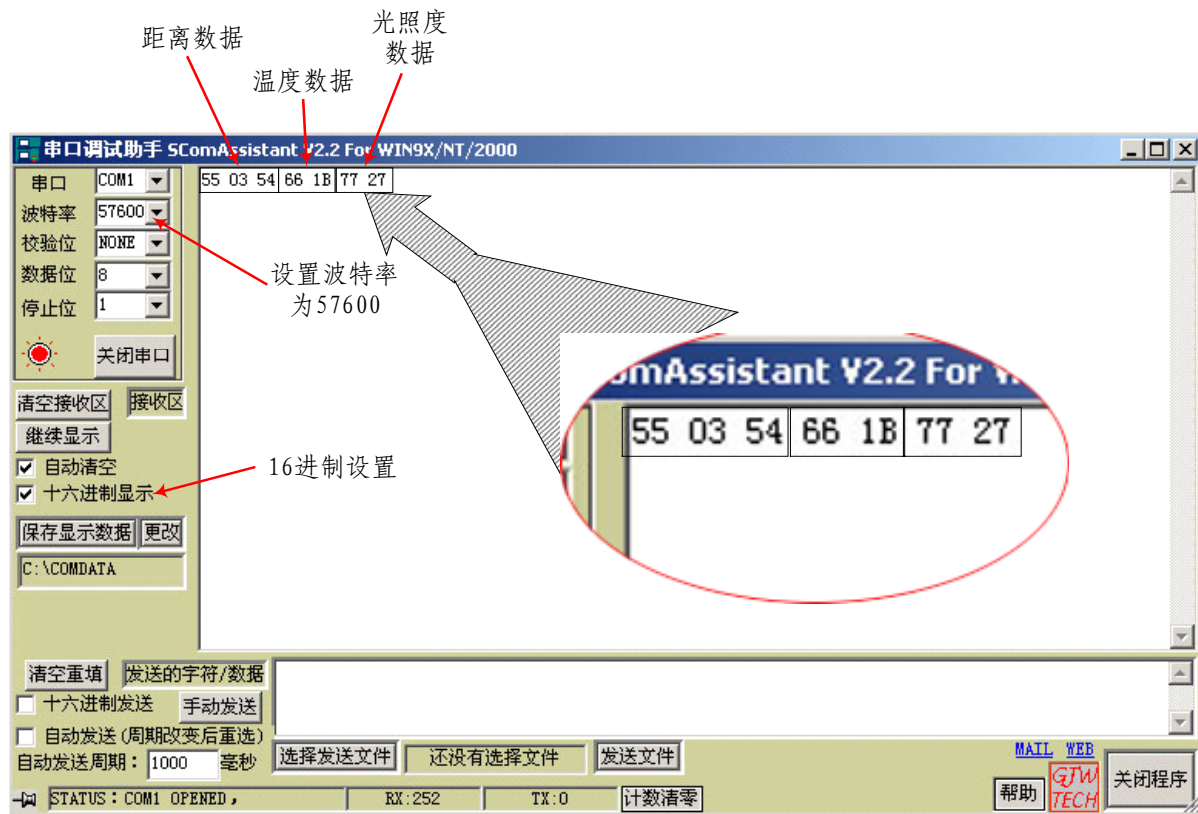 距离数据
光照度
数据
温度数据
串口调试助手 SComAssistant V2.2 For WIN9X/NT/2000
串口 COM1
55 03 54 66 1B 77 27
波特率 57600
校验位 NONE
数据位 8
停止位 1
设置波特率
为57600
关闭串口
清空接收区 接收区
继续显示
自动清空
十六进制显示
16进制设置
保存显示数据 更改
C:\COMDATA
omAssistant V2.2 For
55 03 54 66 1B 77 27
清空重填 发送的字符/数据
十六进制发送 手动发送
自动发送(周期改变后重选)
自动发送周期: 1000 毫秒 选择发送文件 还没有选择文件 发送文件
MAIL WEB
STATUS:COM1 OPENED, RX:252 TX:0 计数清零 帮助 GJW TECH 关闭程序